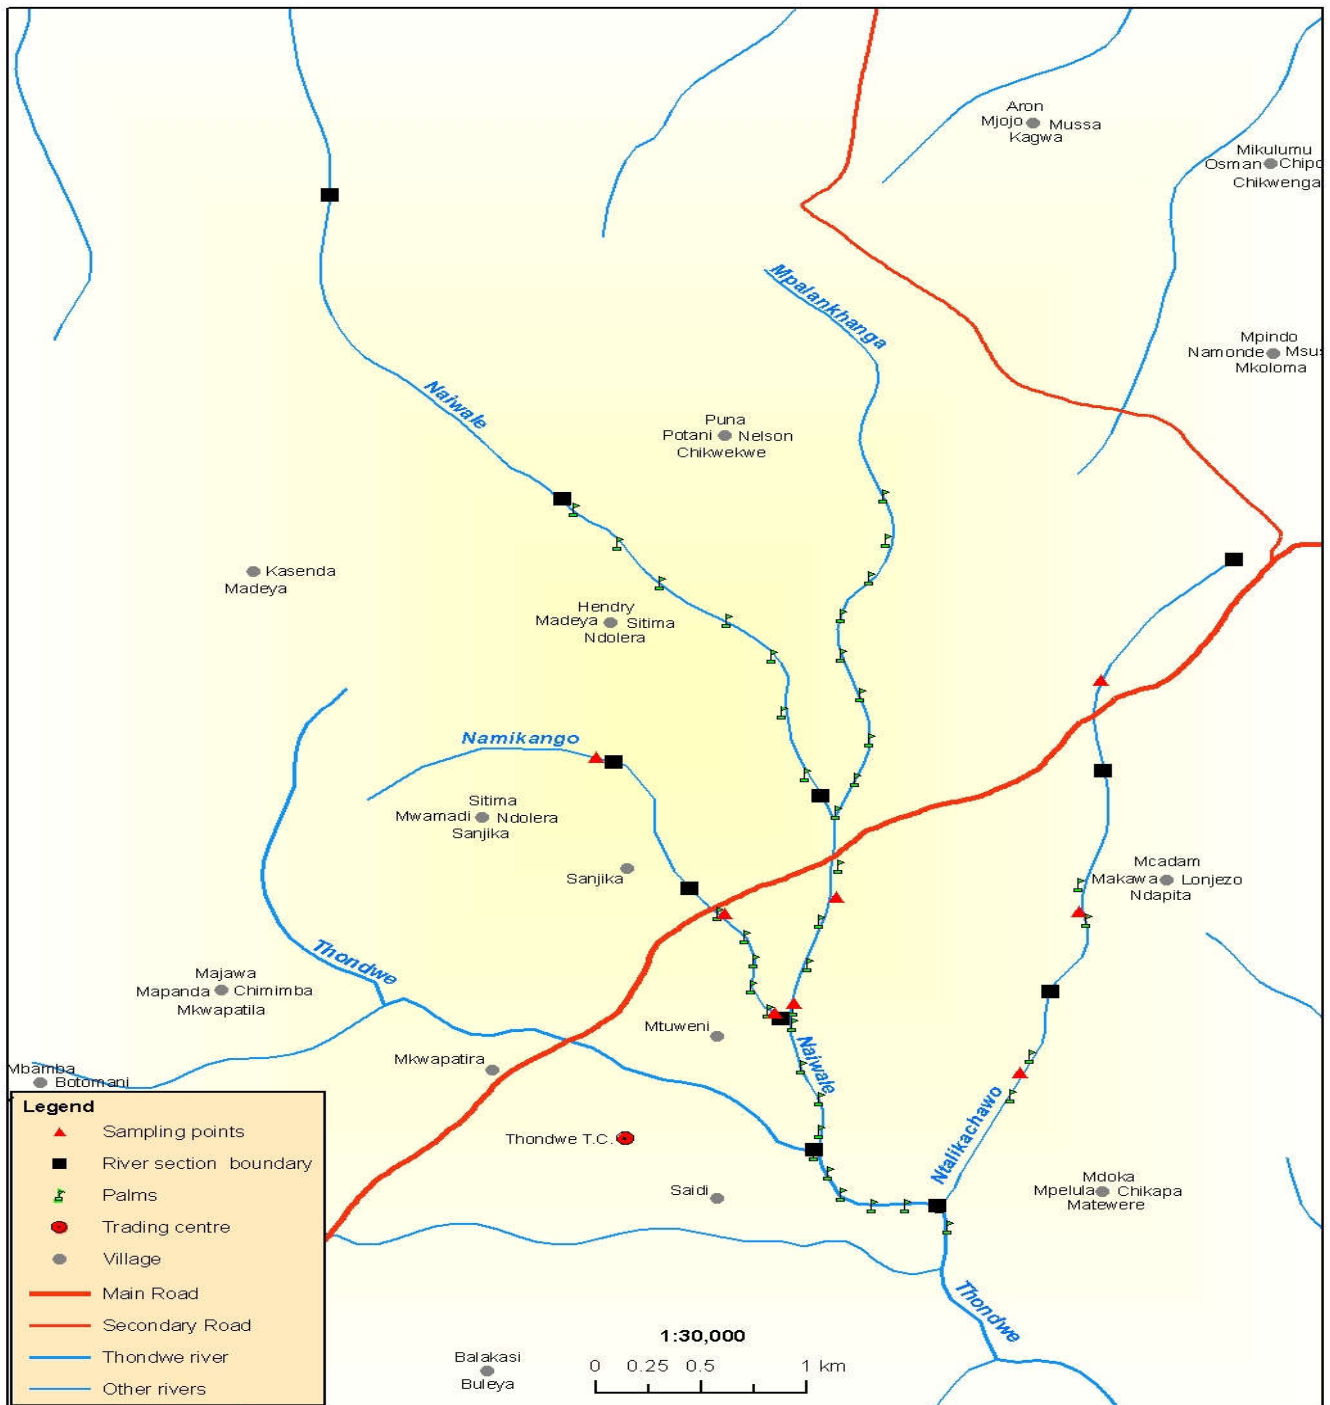 Aron
Mjojo Mussa
Kagwa
Mikulumu
Osman Chipo
Chikwenga
Mpalankhanga
Mpindo
Namonde Msus
Mkoloma
Naiwale
Puna
Potani Nelson
Chikwekwe
Kasenda
Madeya
Hendry
Madeya Sitima
Ndolera
Namikango
Sitima
Mwamadi Ndolera
Sanjika
Sanjika
Mcadam
Makawa Lonjezo
Ndapita
Thondwe
Majawa
Mapanda Chimimba
Mkwapatila
Mtuweni
Naiwale
Mkwapatira
Mbamba
Botomani
Ntalikachawo
Thondwe T.C.
Saidi
Mdoka
Mpelula Chikapa
Matewere
Thondwe
Legend
Sampling points
River section boundary
Palms
Trading centre
Village
Main Road
Secondary Road
Thondwe river
Other rivers
1:30,000
0 0.25 0.5 1 km
Balakasi
Buleya